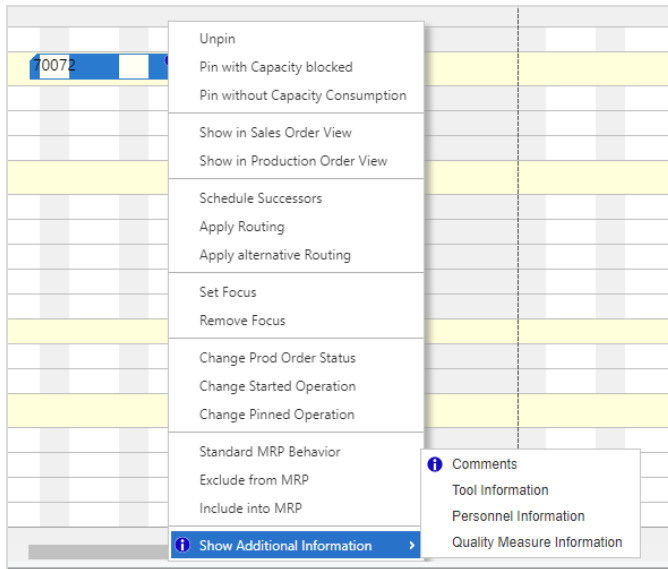 70072
Unpin
Pin with Capacity blocked
Pin without Capacity Consumption
Show in Sales Order View
Show in Production Order View
Schedule Successors
Apply Routing
Apply alternative Routing
Set Focus
Remove Focus
Change Prod Order Status
Change Started Operation
Change Pinned Operation
Standard MRP Behavior
Exclude from MRP
Include into MRP
Show Additional Information
Comments
Tool Information
Personnel Information
Quality Measure Information